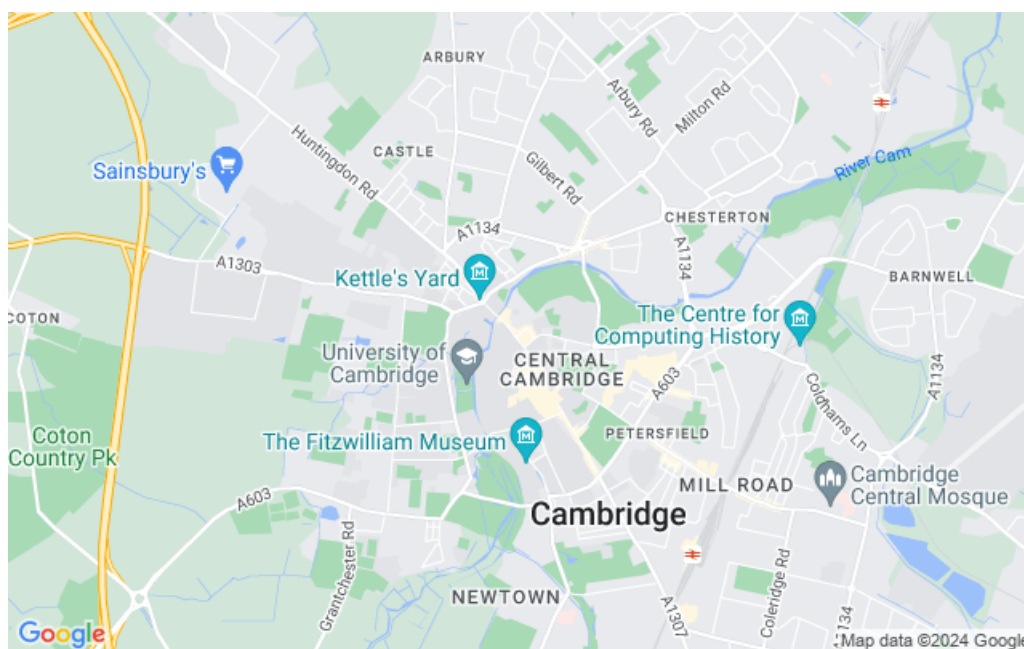 ARBURY
Arbury Rd
Milton Rd
Huntingdon Rd
CASTLE
Gilbert Rd
River Cam
Sainsbury's
CHESTERTON
A1134
A1134
A1303
Kettle's Yard
BARNWELL
COTON
The Centre for
Computing History
University of
Cambridge
CENTRAL
CAMBRIDGE
A603
A1134
Coldhams Ln
Coton
Country Pk
The Fitzwilliam Museum
PETERSFIELD
MILL ROAD
Cambridge
Central Mosque
A603
Cambridge
Grantchester Rd
NEWTOWN
A1307
Coleridge Rd
A1134
Google
Map data ©2024 Google